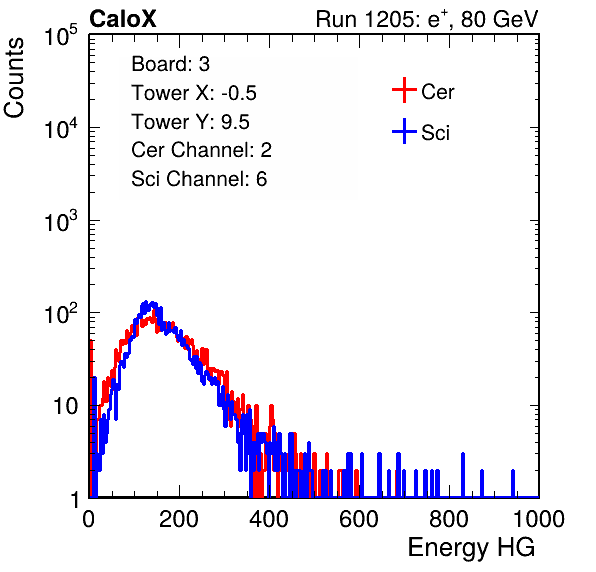 CaloX Run 1205: e⁺, 80 GeV
Counts
10⁵
10⁴
10³
10²
10
1
Board: 3
Tower X: -0.5
Tower Y: 9.5
Cer Channel: 2
Sci Channel: 6
Cer
Sci
0 200 400 600 800 1000
Energy HG